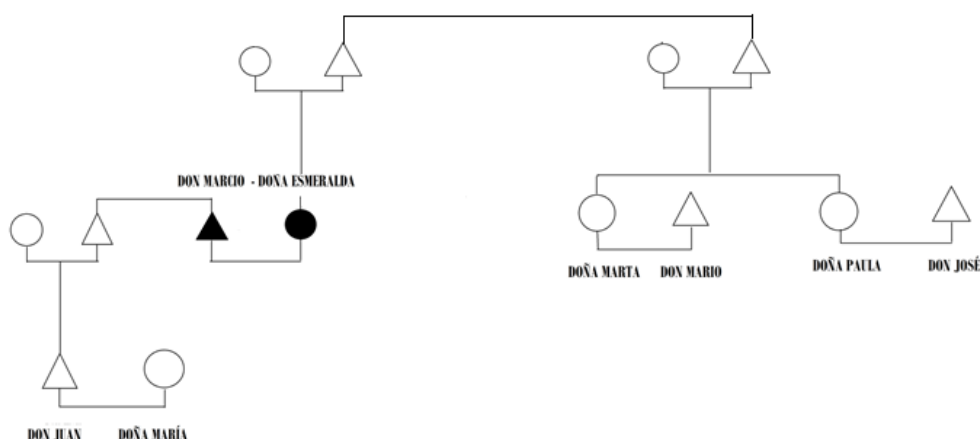 DON MARCIO - DOÑA ESMERALDA
DOÑA MARTA
DON MARIO
DOÑA PAULA
DON JOSÉ
DON JUAN
DOÑA MARÍA